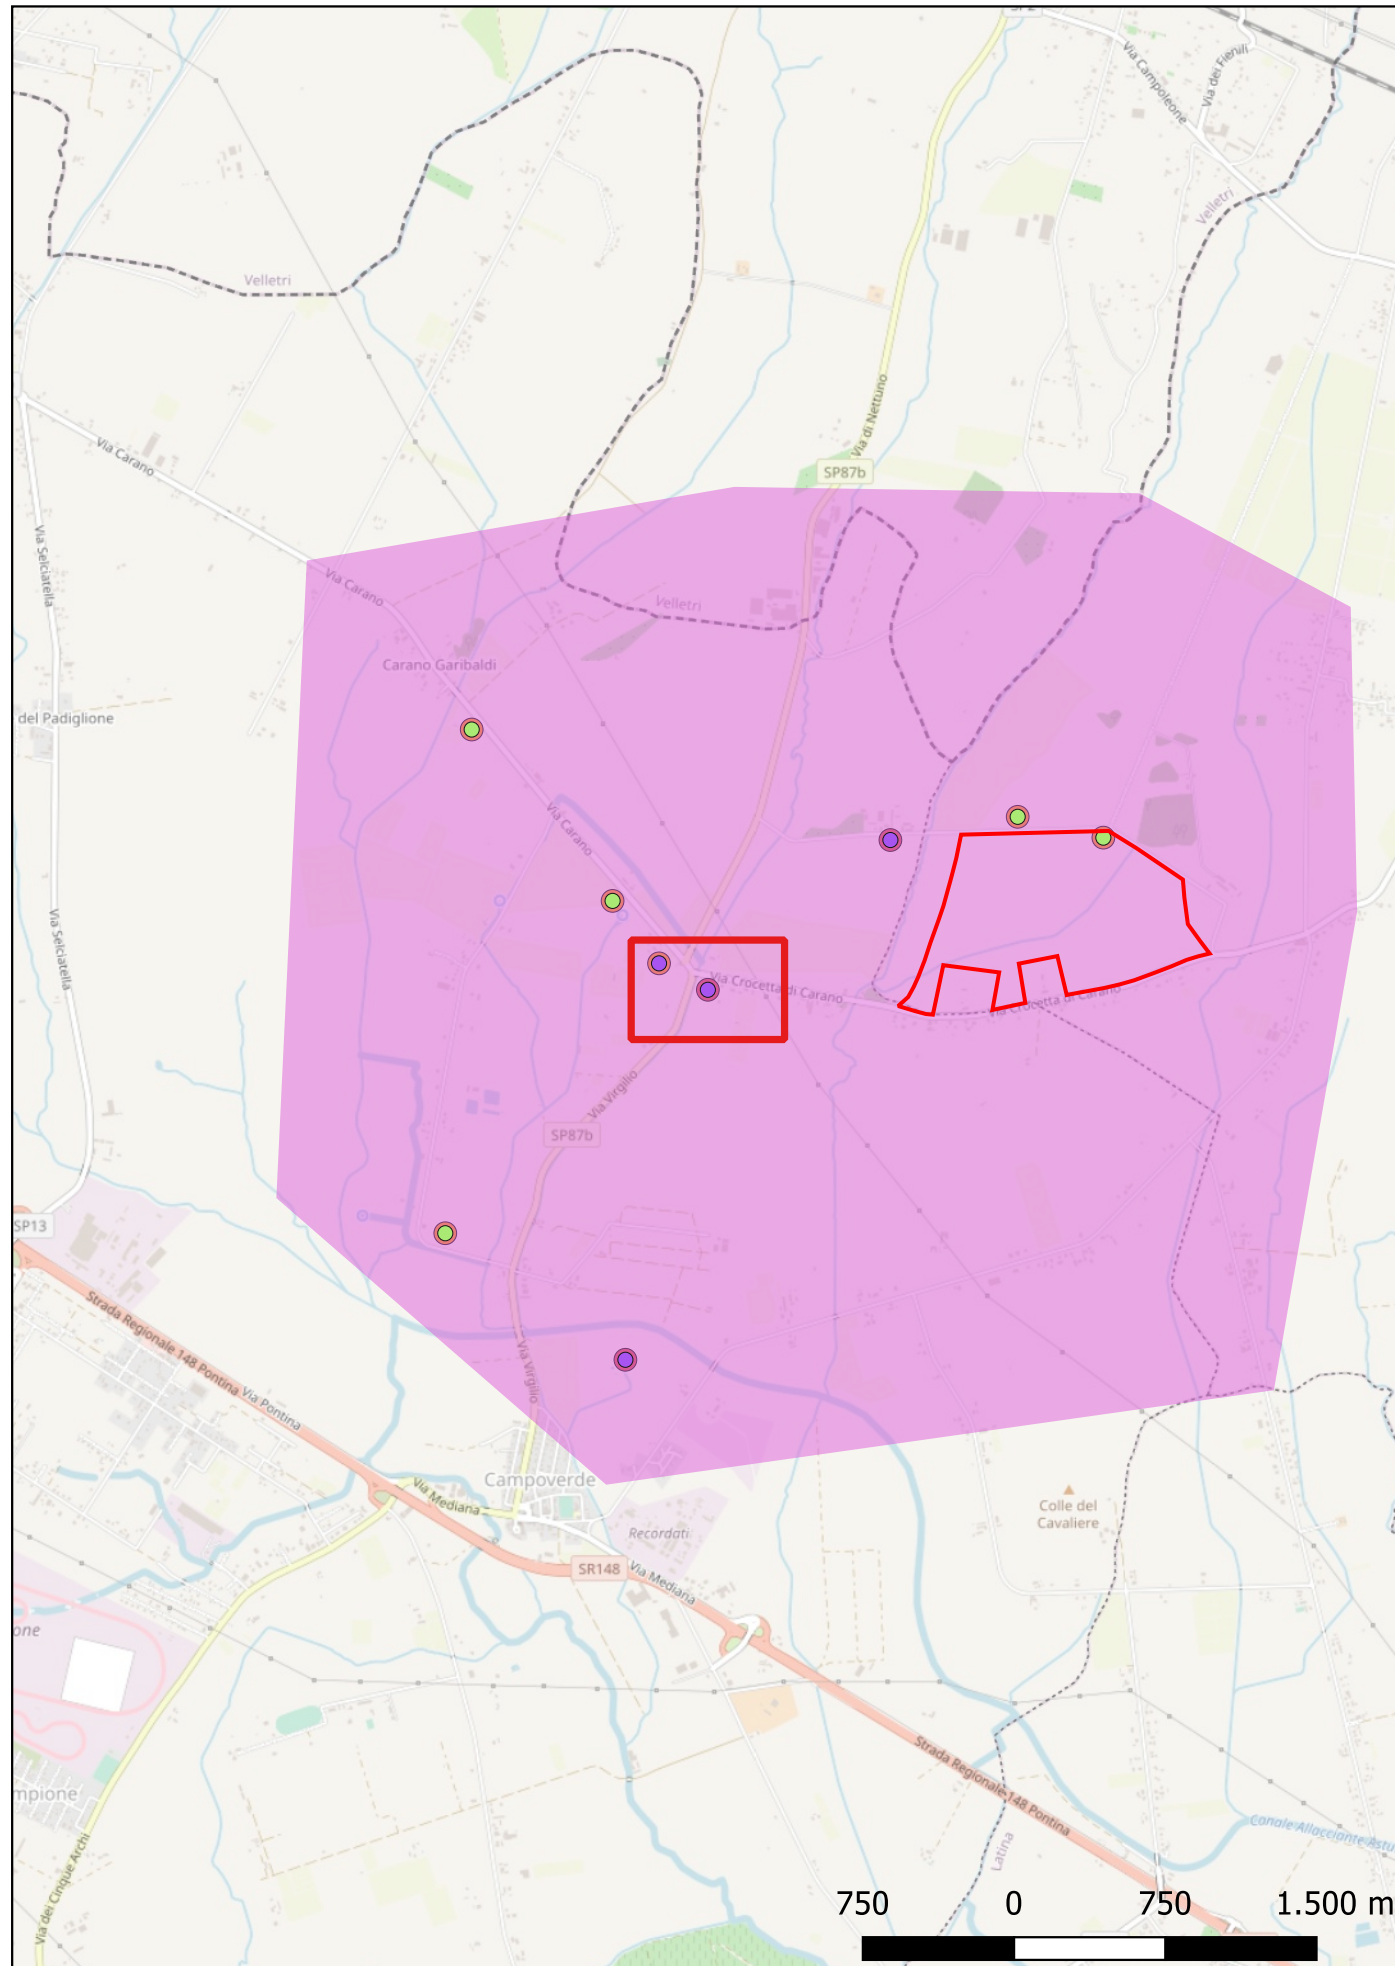 Via Campoleone
Via dei Fienili
Velletri
Velletri
Via di Nettuno
SP87b
Via Carano
Via Selciatella
Via Carano
Velletri
Carano Garibaldi
del Padiglione
Via Carano
Via Selciatella
Via Crocetta di Carano
Via Crocetta di Carano
Via Virgilio
SP87b
SP13
Strada Regionale 148 Pontina
Via Pontina
Via Virgilio
Campoverde
Via Mediana
Recordati
Colle del
Cavaliere
SR148
Via Mediana
one
mpione
Strada Regionale 148 Pontina
Canale Allacciante Astu
Latina
Via dei Cinque Archi
750 0 750 1.500 m